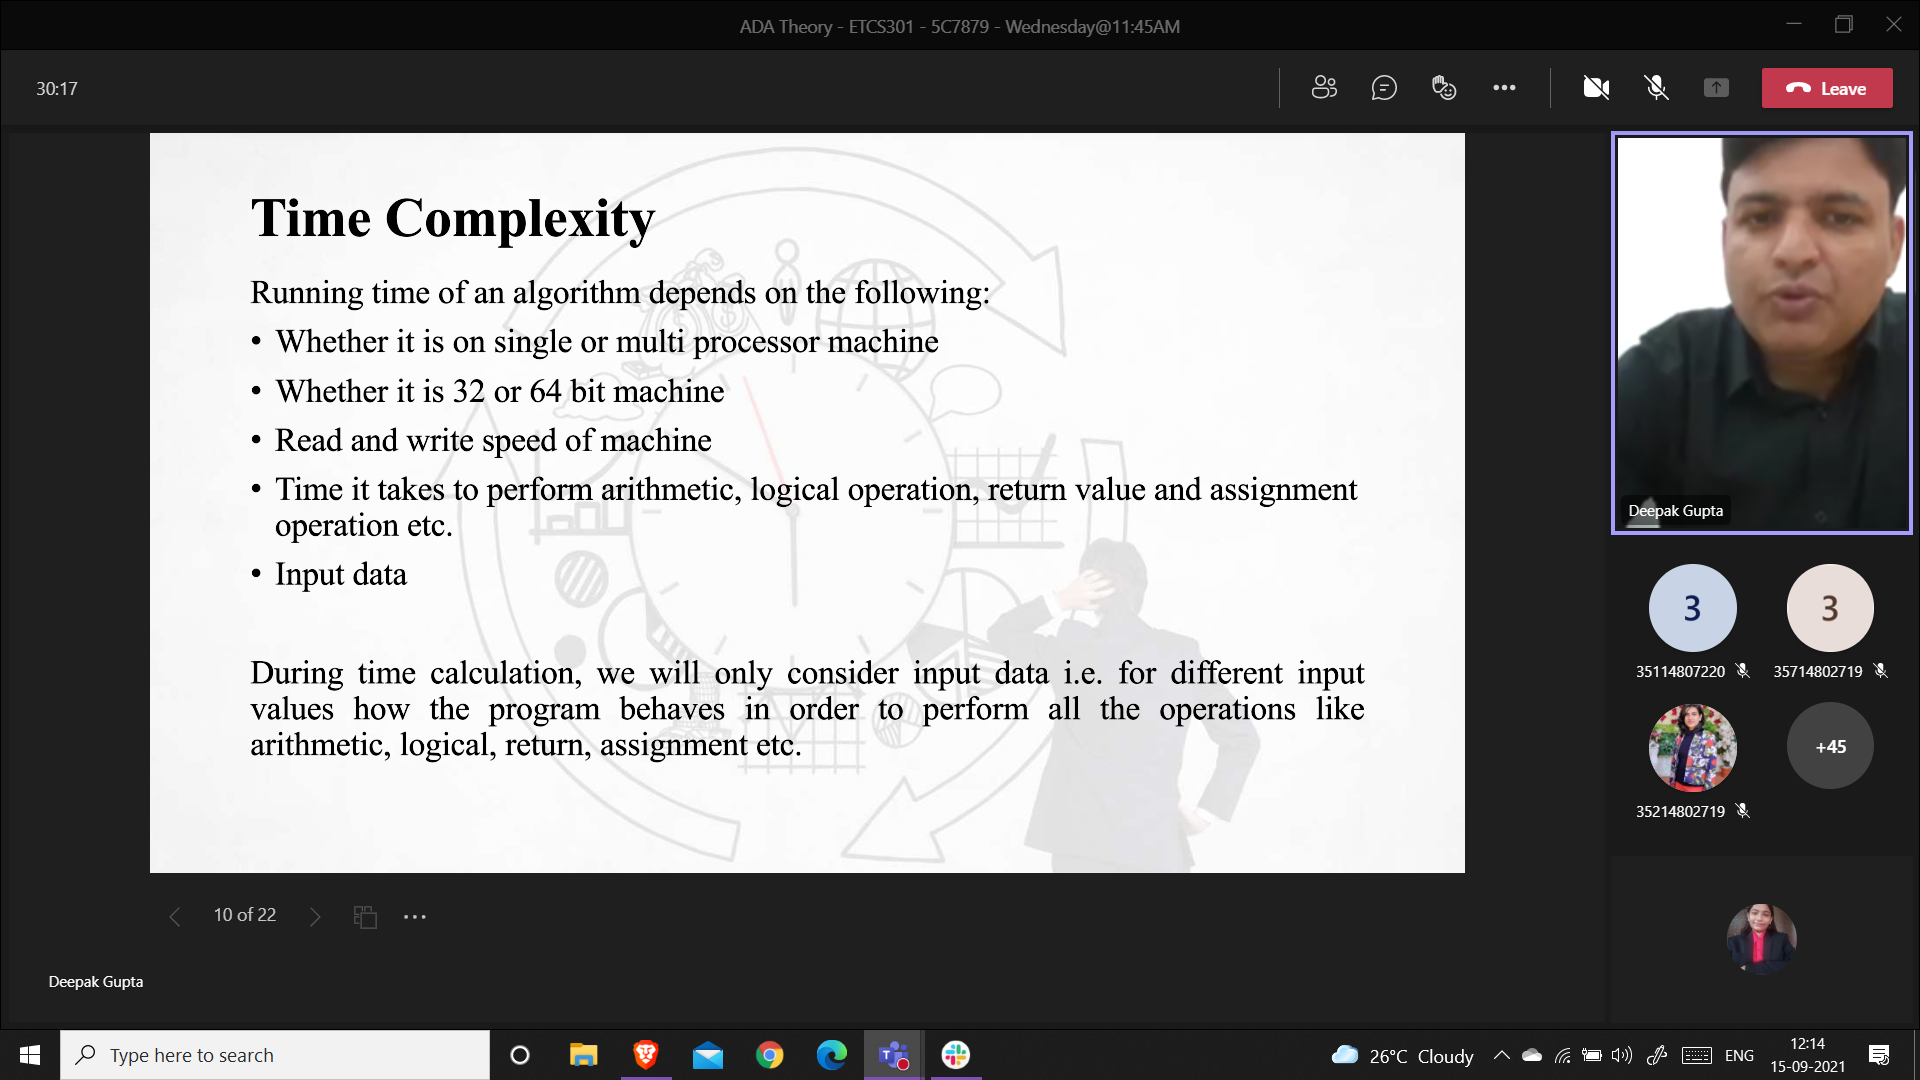 ADA Theory - ETCS301 - 5C7879 - Wednesday@11:45AM
30:17
Leave
Time Complexity
Running time of an algorithm depends on the following:
• Whether it is on single or multi processor machine
• Whether it is 32 or 64 bit machine
• Read and write speed of machine
• Time it takes to perform arithmetic, logical operation, return value and assignment
operation etc.
• Input data
During time calculation, we will only consider input data i.e. for different input
values how the program behaves in order to perform all the operations like
arithmetic, logical, return, assignment etc.
Deepak Gupta
3
3
35114807220
35714802719
+45
35214802719
10 of 22
Deepak Gupta
Type here to search
26°C Cloudy
ENG
12:14
15-09-2021